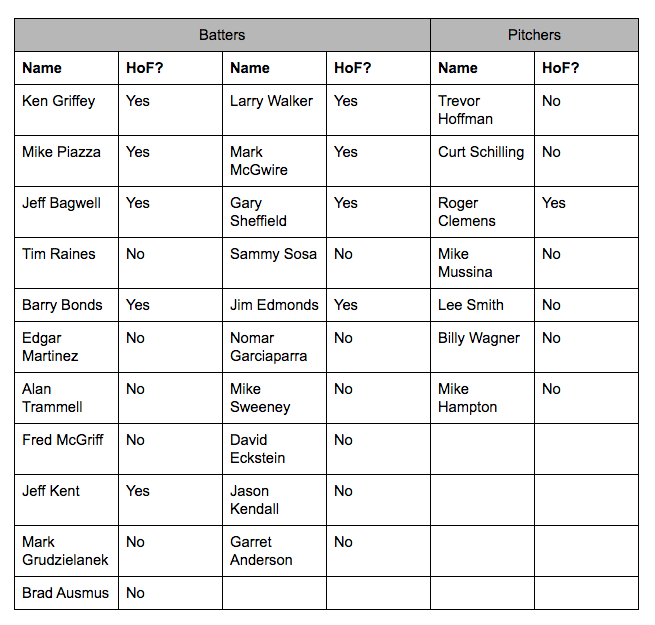 Batters Pitchers
Name HoF? Name HoF? Name HoF?
Ken Griffey Yes Larry Walker Yes Trevor Hoffman No
Mike Piazza Yes Mark McGwire Yes Curt Schilling No
Jeff Bagwell Yes Gary Sheffield Yes Roger Clemens Yes
Tim Raines No Sammy Sosa No Mike Mussina No
Barry Bonds Yes Jim Edmonds Yes Lee Smith No
Edgar Martinez No Nomar Garciaparra No Billy Wagner No
Alan Trammell No Mike Sweeney No Mike Hampton No
Fred McGriff No David Eckstein No
Jeff Kent Yes Jason Kendall No
Mark Grudzielanek No Garret Anderson No
Brad Ausmus No